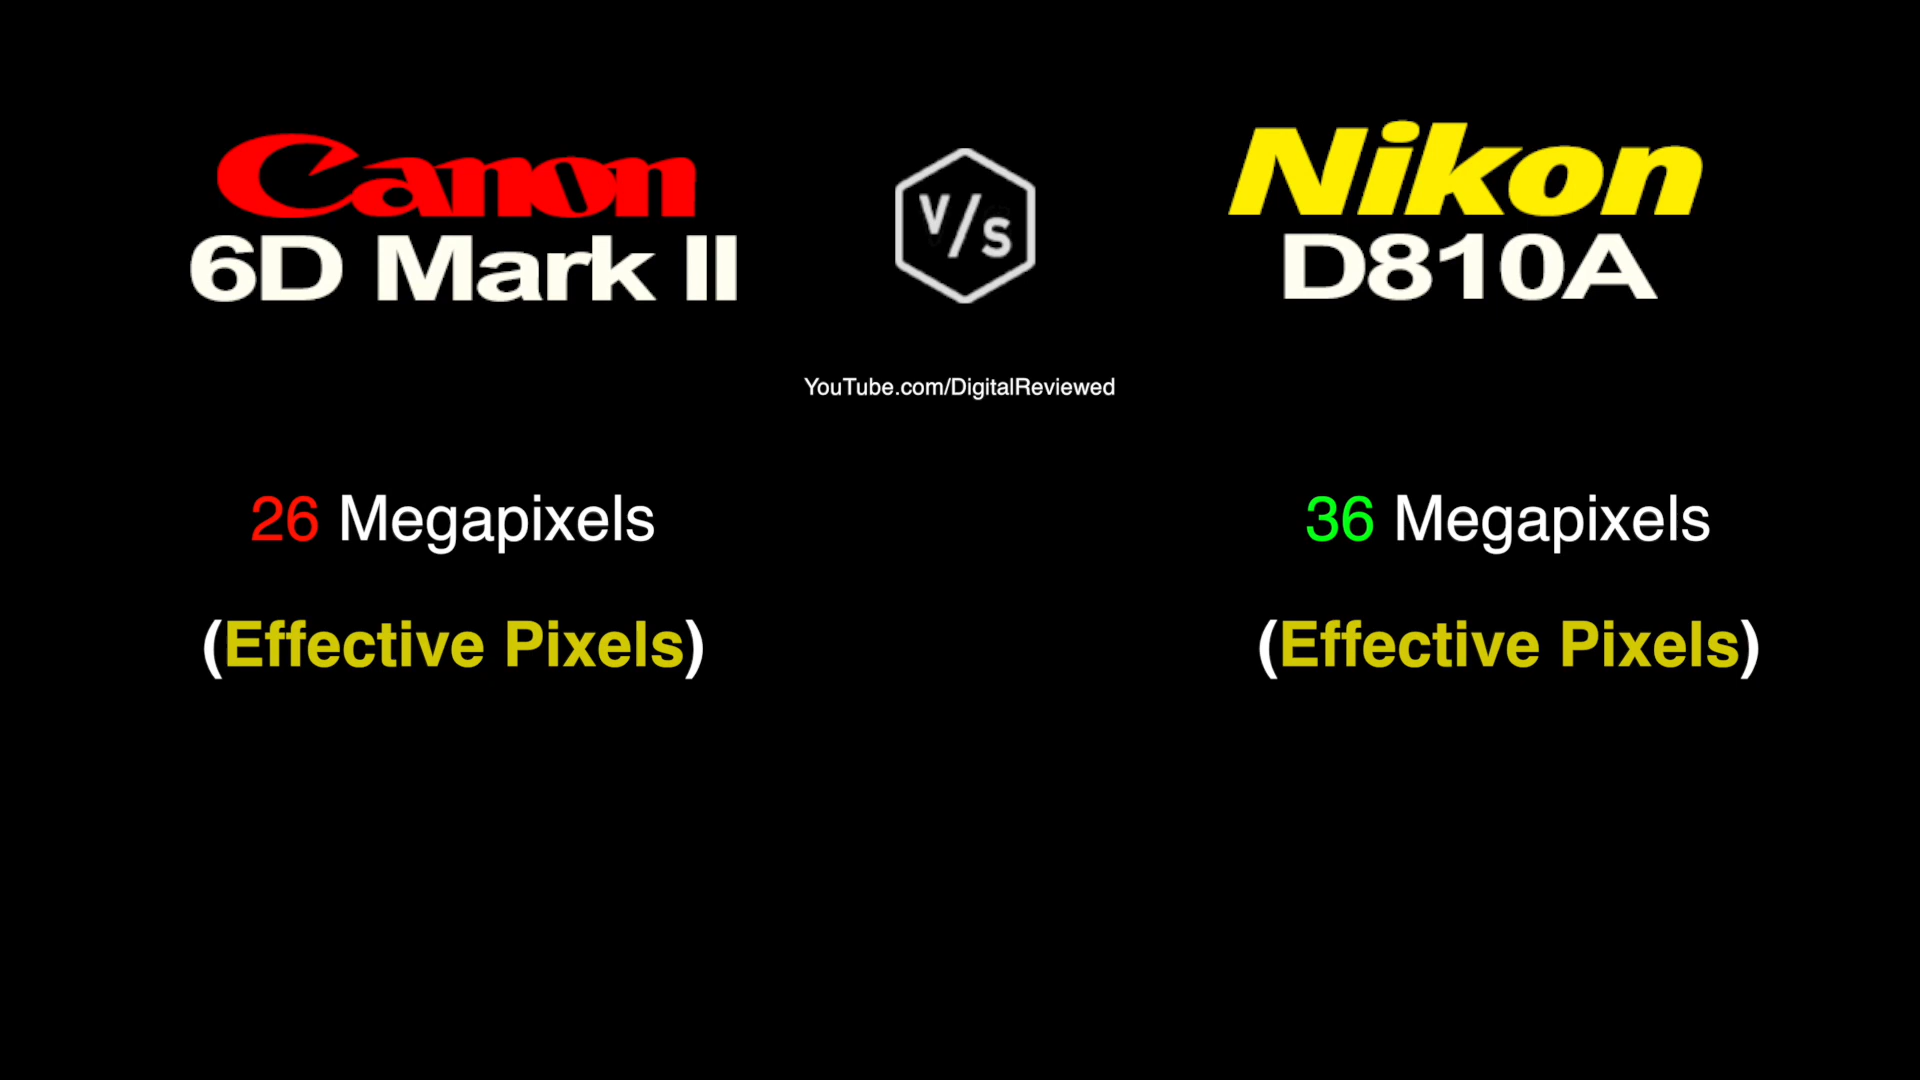 Canon
6D Mark II
V/S
Nikon
D810A
YouTube.com/DigitalReviewed
26 Megapixels
(Effective Pixels)
36 Megapixels
(Effective Pixels)